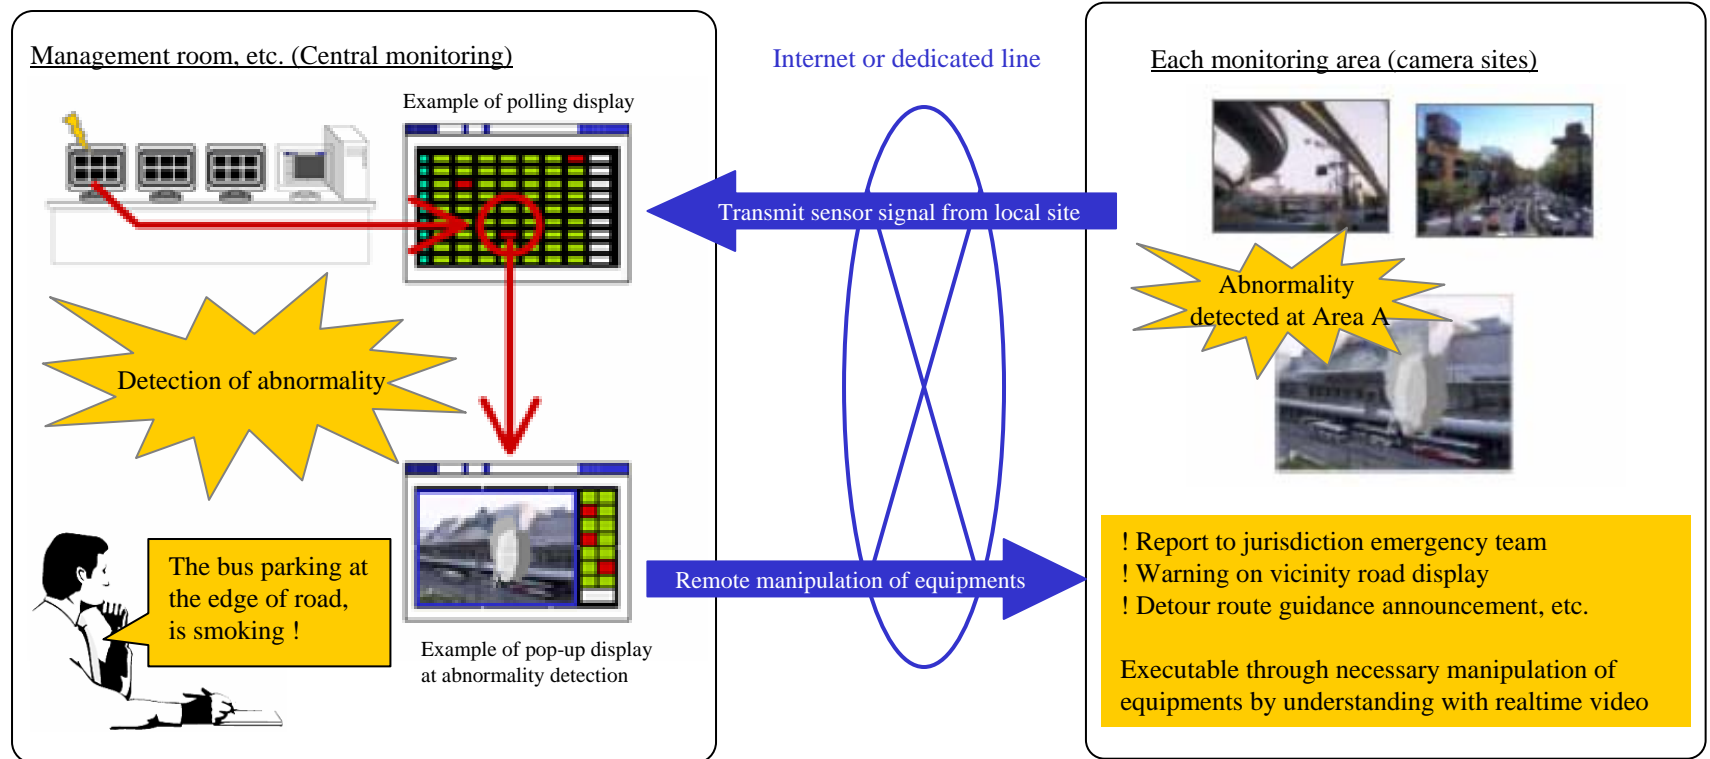 Management room, etc. (Central monitoring)
Example of polling display
Detection of abnormality
The bus parking at
the edge of road,
is smoking !
Example of pop-up display
at abnormality detection
Internet or dedicated line
Transmit sensor signal from local site
Remote manipulation of equipments
Each monitoring area (camera sites)
Abnormality
detected at Area A
! Report to jurisdiction emergency team
! Warning on vicinity road display
! Detour route guidance announcement, etc.
Executable through necessary manipulation of
equipments by understanding with realtime video